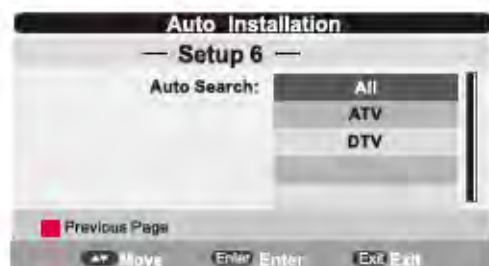 Auto Installation
— Setup 6 —
Auto Search:
All
ATV
DTV
Previous Page
Move Enter Enter Exit Exit